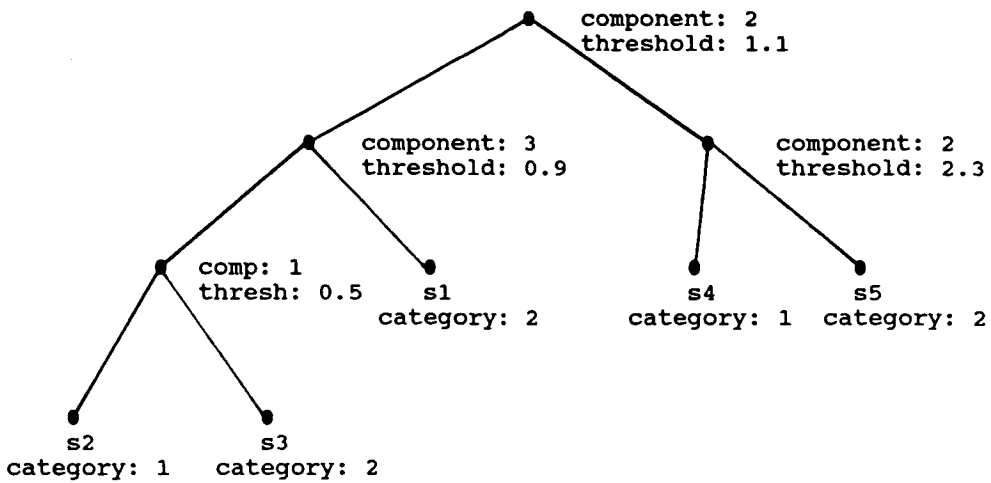 component: 2
threshold: 1.1
component: 3
threshold: 0.9
component: 2
threshold: 2.3
comp: 1
thresh: 0.5
s1
category: 2
s4
category: 1
s5
category: 2
s2
category: 1
s3
category: 2